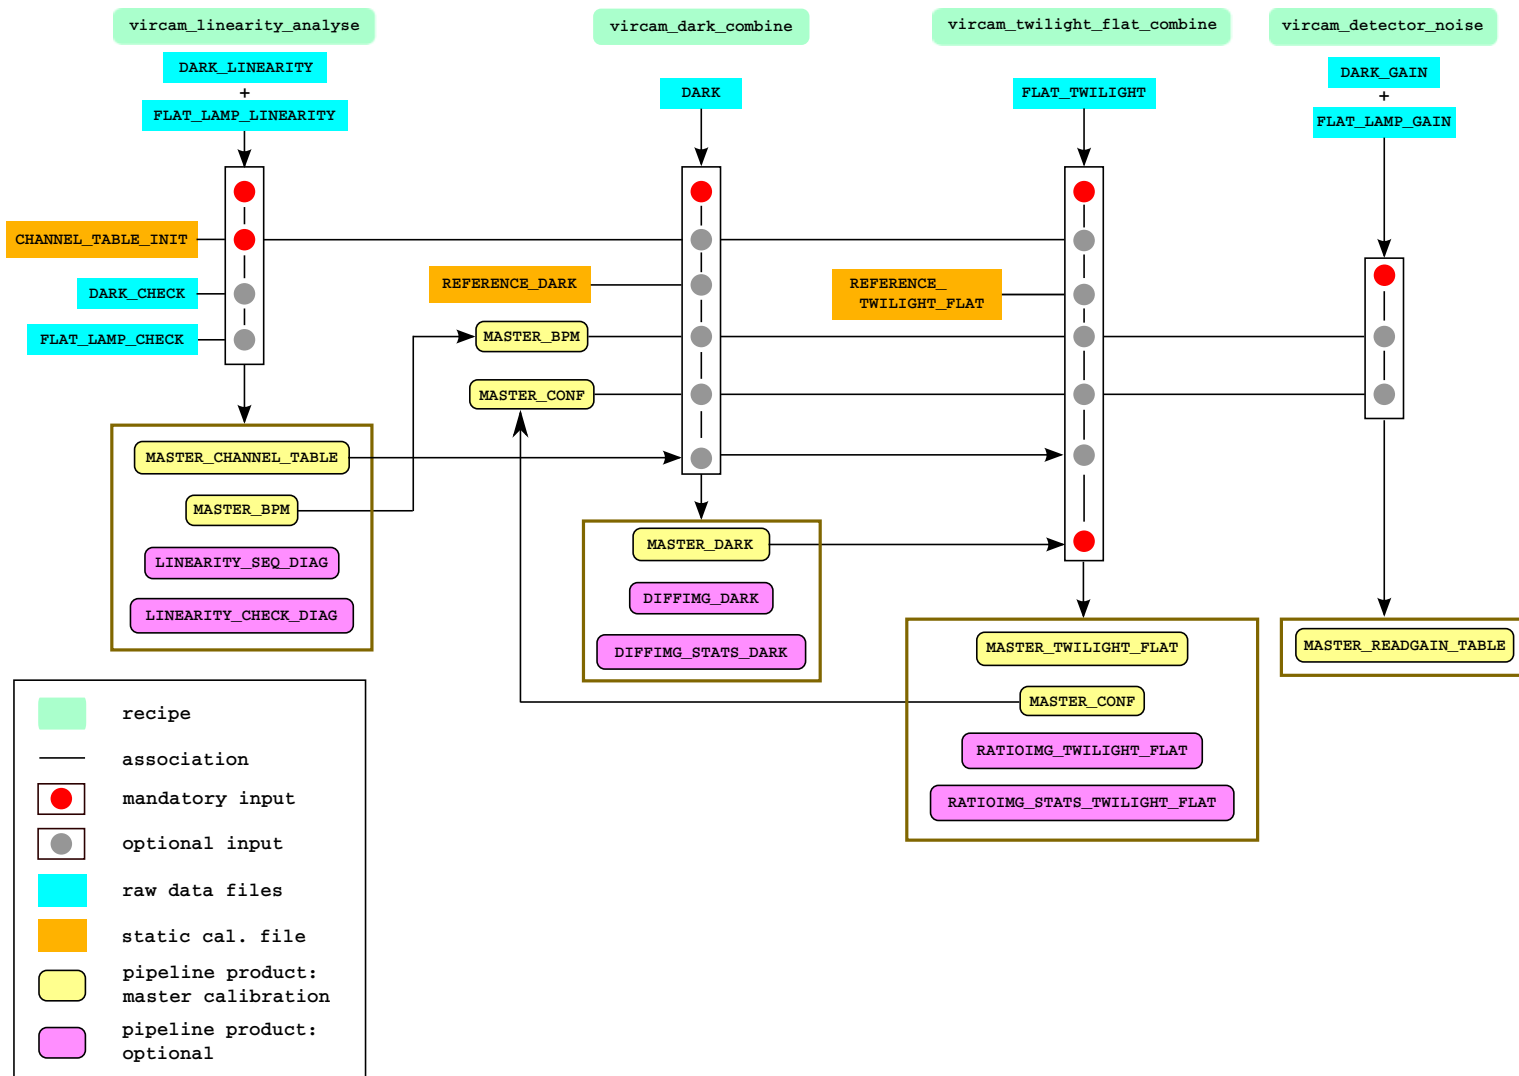 vircam_linearity_analyse
vircam_dark_combine
vircam_twilight_flat_combine
vircam_detector_noise
DARK_LINEARITY
+
FLAT_LAMP_LINEARITY
DARK
FLAT_TWILIGHT
DARK_GAIN
+
FLAT_LAMP_GAIN
CHANNEL_TABLE_INIT
DARK_CHECK
FLAT_LAMP_CHECK
REFERENCE_DARK
REFERENCE_
TWILIGHT_FLAT
MASTER_BPM
MASTER_CONF
MASTER_CHANNEL_TABLE
MASTER_BPM
LINEARITY_SEQ_DIAG
LINEARITY_CHECK_DIAG
MASTER_DARK
DIFFIMG_DARK
DIFFIMG_STATS_DARK
MASTER_TWILIGHT_FLAT
MASTER_CONF
RATIOIMG_TWILIGHT_FLAT
RATIOIMG_STATS_TWILIGHT_FLAT
MASTER_READGAIN_TABLE
recipe
association
mandatory input
optional input
raw data files
static cal. file
pipeline product:
master calibration
pipeline product:
optional